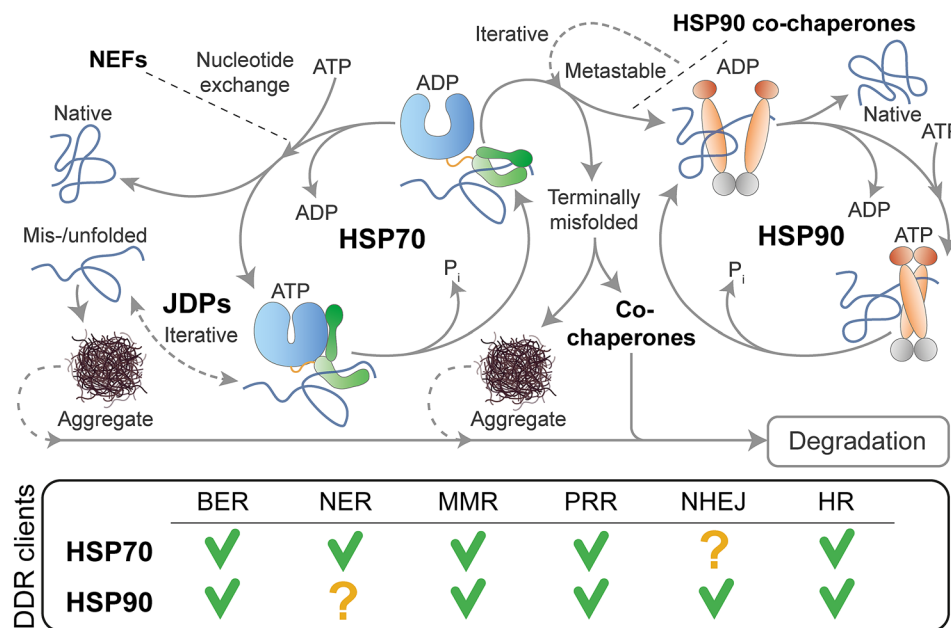 HSP90 co-chaperones
Iterative
NEFs
Nucleotide
exchange
ATP
ADP
Metastable
ADP
Native
Native
ATP
Terminally
misfolded
ADP
ADP
HSP70
HSP90
ATP
Mis-/unfolded
Pi
Pi
JDPs
Iterative
ATP
Co-
chaperones
Aggregate
Aggregate
Degradation
DDR clients
BER NER MMR PRR NHEJ HR
HSP70 ✓ ✓ ✓ ✓ ? ✓
HSP90 ✓ ? ✓ ✓ ✓ ✓